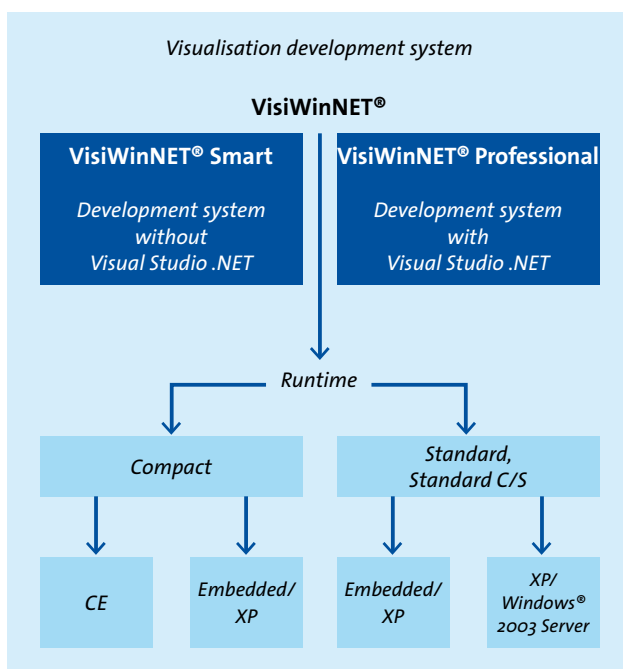 Visualisation development system
VisiWinNET®
VisiWinNET® Smart
Development system
without
Visual Studio .NET
VisiWinNET® Professional
Development system
with
Visual Studio .NET
Runtime
Compact
Standard,
Standard C/S
CE
Embedded/
XP
Embedded/
XP
XP/
Windows®
2003 Server